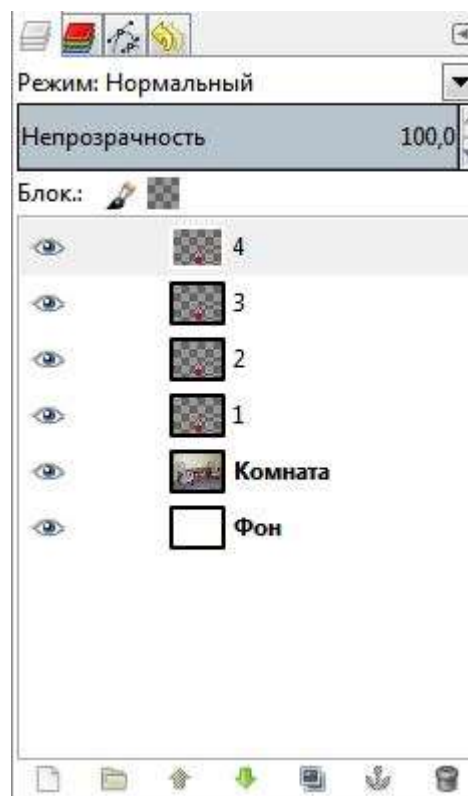 Режим: Нормальный
Непрозрачность 100,0
Блок.:
4
3
2
1
Комната
Фон